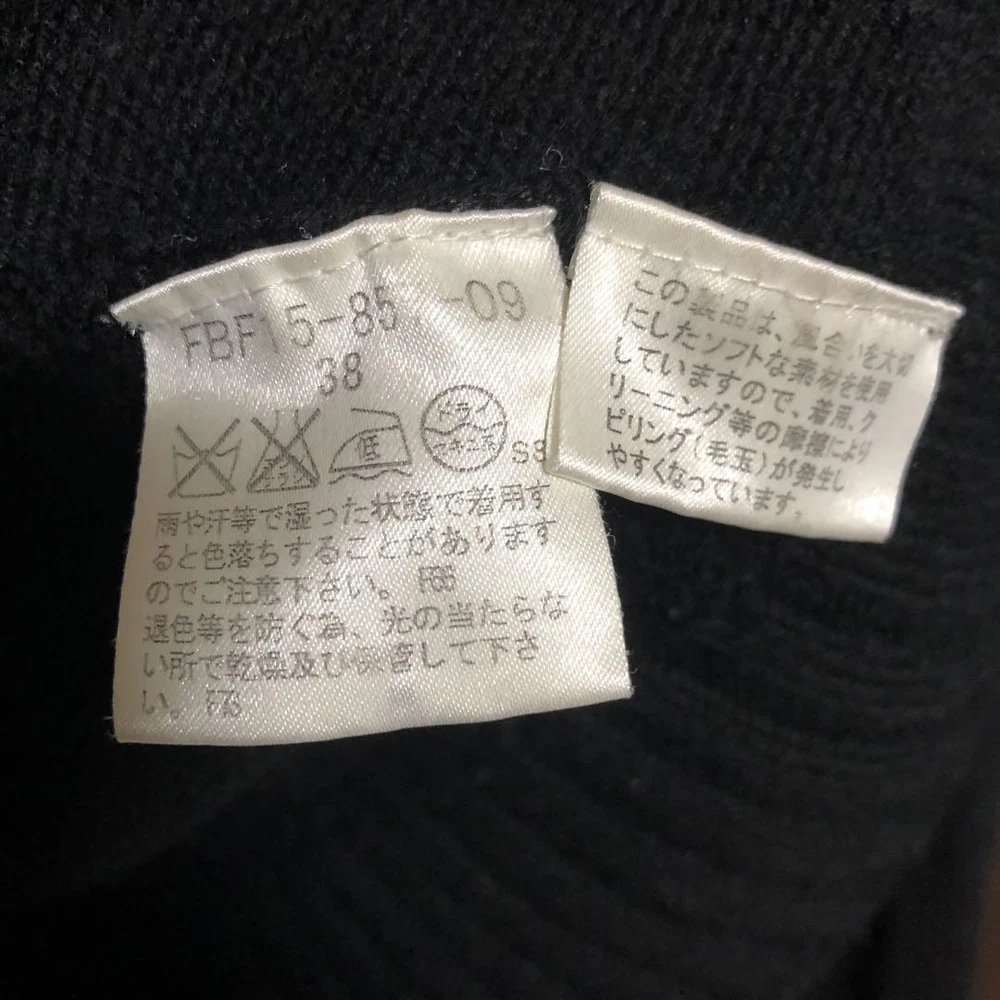 FBF15-85 -09
38
低
ドライ
セキユ系
雨や汗等で湿った状態で着用す
ると色落ちすることがあります
のでご注意下さい。 F66
退色等を防ぐ為、光の当たらな
い所で乾燥及び保管して下さ
い。 F73
この製品は、風合いを大切
にしたソフトな素材を使用
していますので、着用、ク
リーニング等の摩擦により
ピリング(毛玉)が発生し
やすくなっています。